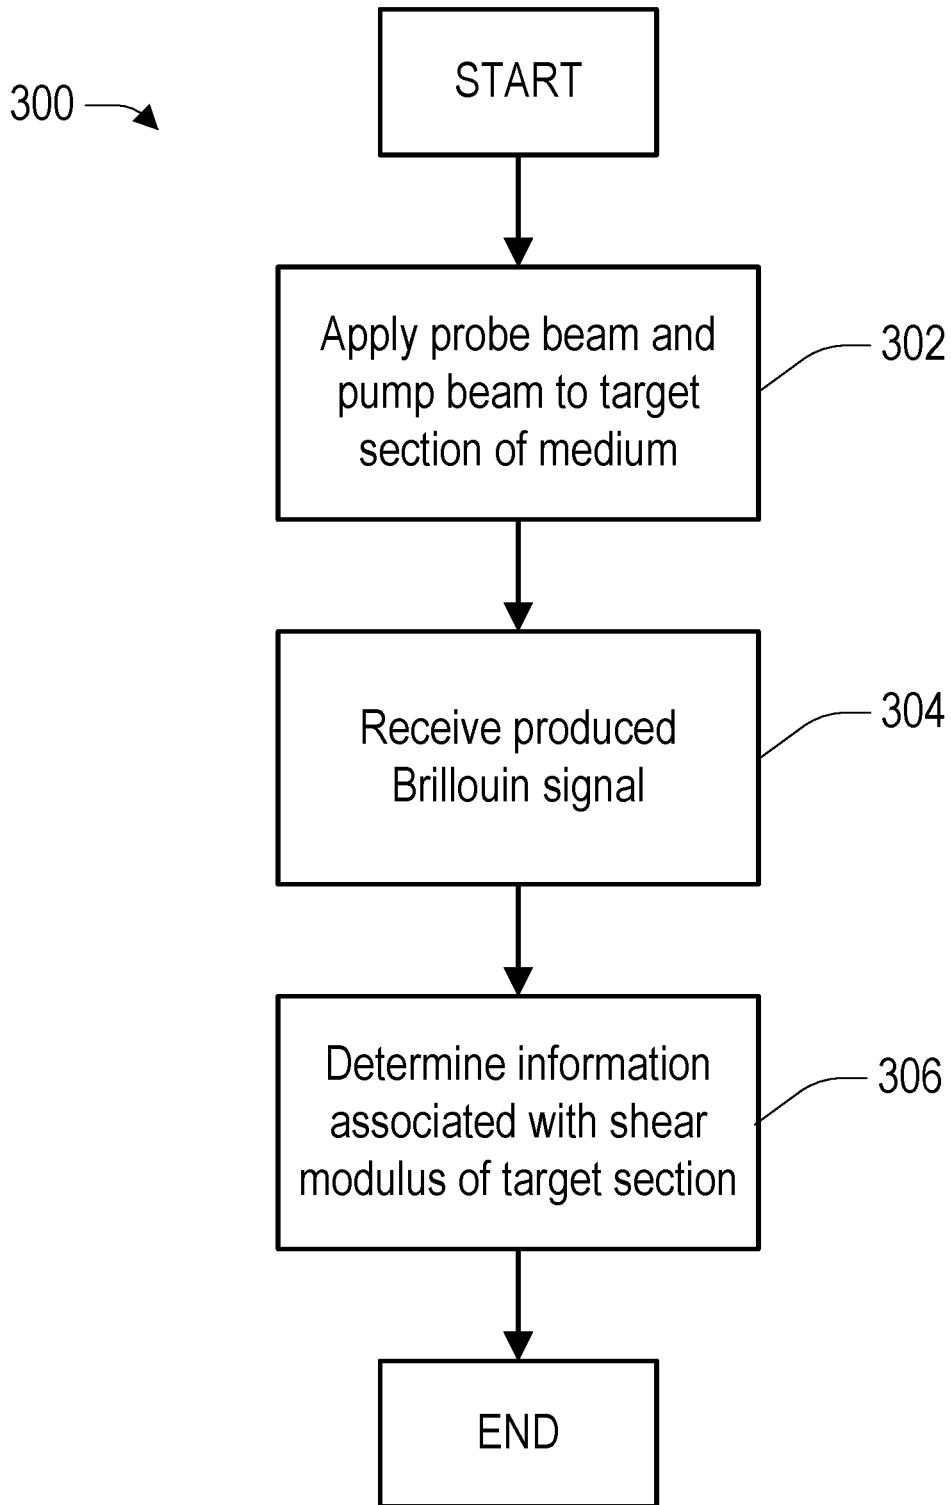 START
300
Apply probe beam and
pump beam to target
section of medium
302
Receive produced
Brillouin signal
304
Determine information
associated with shear
modulus of target section
306
END